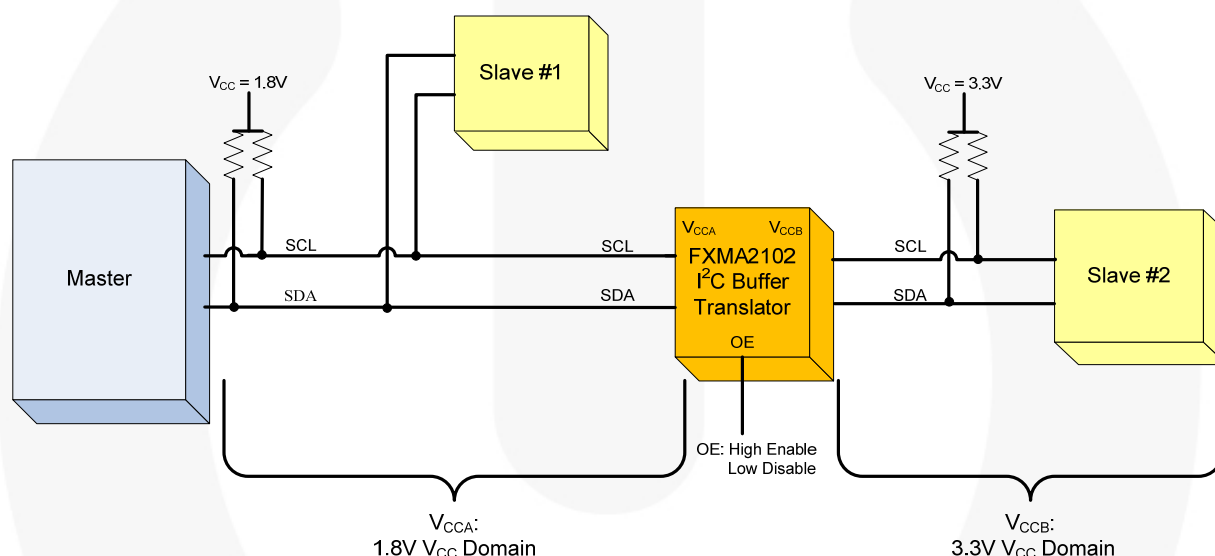 Slave #1
VCC = 1.8V
VCC = 3.3V
Master
SCL
SDA
SCL
SDA
VCCA VCCB
FXMA2102
I²C Buffer
Translator
OE
SCL
SDA
Slave #2
OE: High Enable
Low Disable
VCCA:
1.8V VCC Domain
VCCB:
3.3V VCC Domain